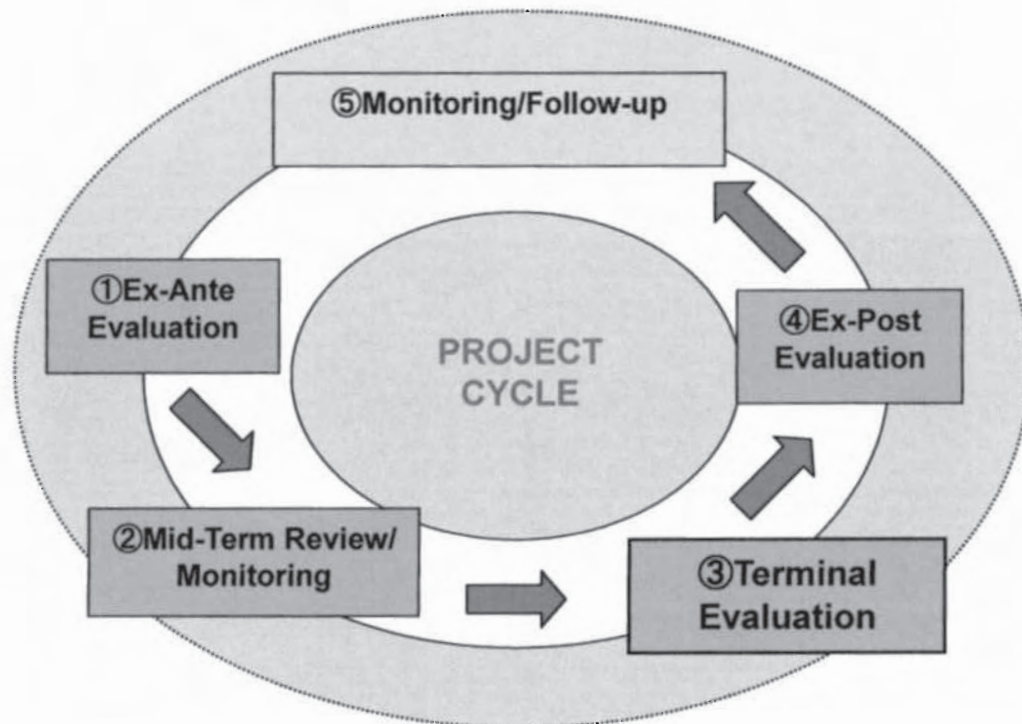 ⑤Monitoring/Follow-up
①Ex-Ante
Evaluation
PROJECT
CYCLE
④Ex-Post
Evaluation
②Mid-Term Review/
Monitoring
③Terminal
Evaluation